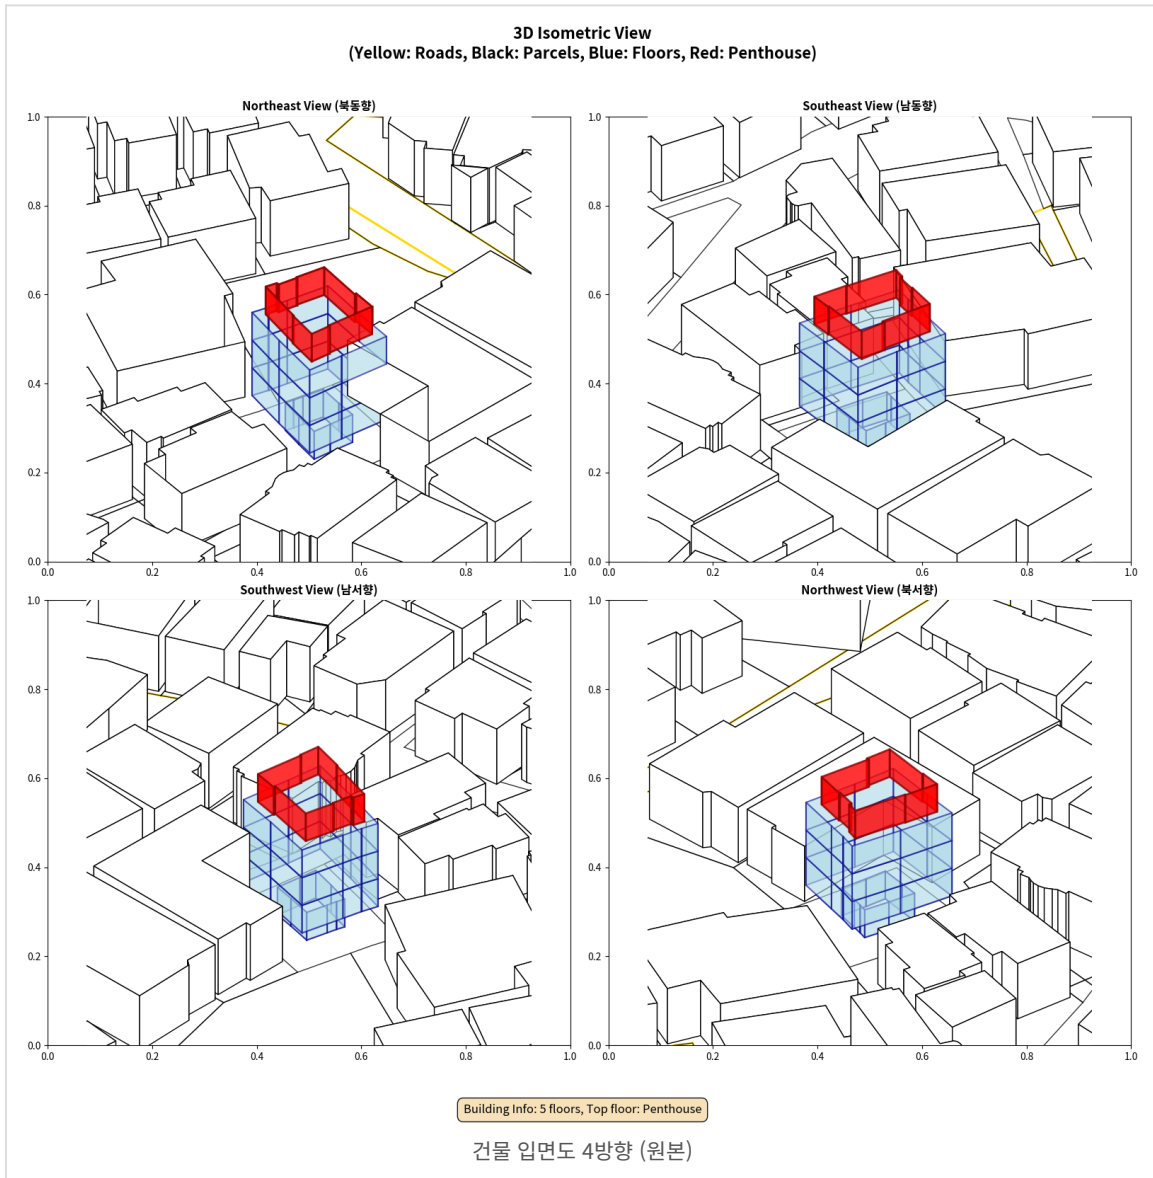 3D Isometric View
(Yellow: Roads, Black: Parcels, Blue: Floors, Red: Penthouse)
Northeast View (북동향)
1.0
0.8
0.6
0.4
0.2
0.0
0.0 0.2 0.4 0.6 0.8 1.0
Southeast View (남동향)
1.0
0.8
0.6
0.4
0.2
0.0
0.0 0.2 0.4 0.6 0.8 1.0
Southwest View (남서향)
1.0
0.8
0.6
0.4
0.2
0.0
0.0 0.2 0.4 0.6 0.8 1.0
Northwest View (북서향)
1.0
0.8
0.6
0.4
0.2
0.0
0.0 0.2 0.4 0.6 0.8 1.0
Building Info: 5 floors, Top floor: Penthouse
건물 입면도 4방향 (원본)